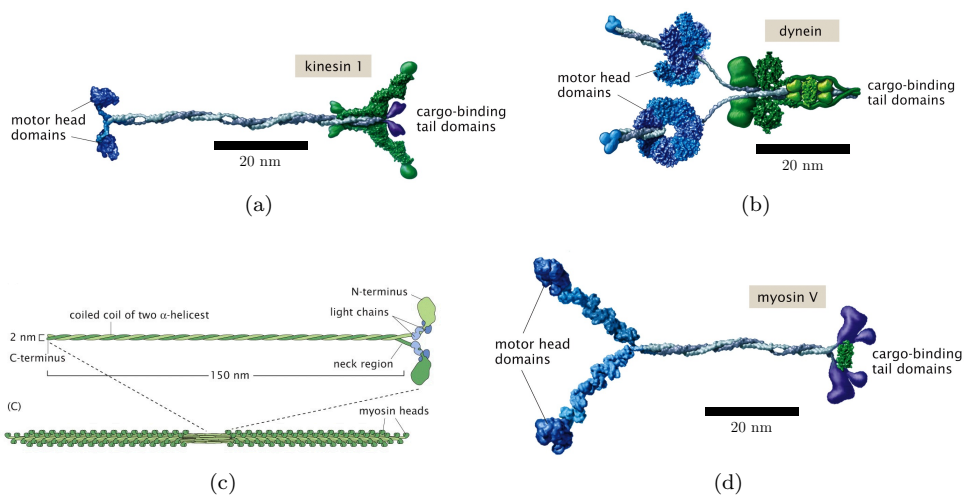 kinesin 1
motor head
domains
cargo-binding
tail domains
20 nm
(a)
dynein
motor head
domains
cargo-binding
tail domains
20 nm
(b)
N-terminus
light chains
coiled coil of two α-helicest
2 nm
C-terminus
neck region
150 nm
(C)
myosin heads
(c)
myosin V
motor head
domains
cargo-binding
tail domains
20 nm
(d)